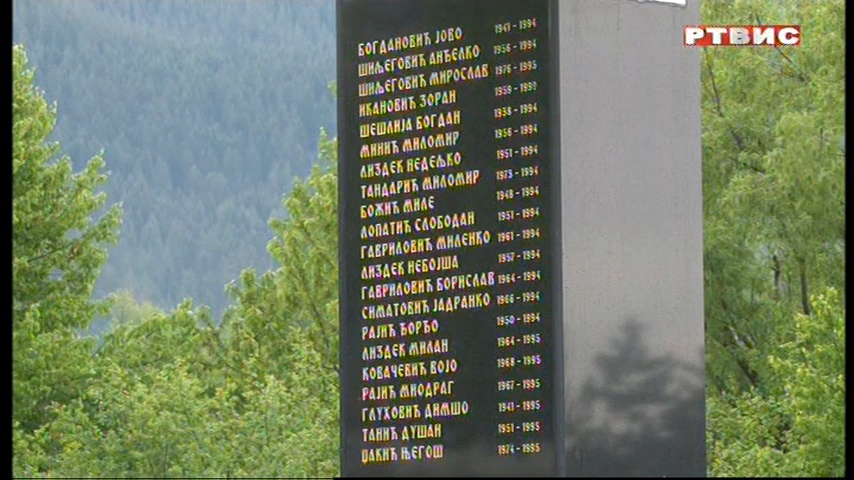 РТВИС
БОГДАНОВИЋ ЈОВО 1947 - 1994
ШИЉЕГОВИЋ АНЂЕЛКО 1956 - 1994
ШИЉЕГОВИЋ МИРОСЛАВ 1976 - 1995
ИКАНОВИЋ ЗОРАН 1959 -
ШЕШЛИЈА БОГДАН 1938 - 1994
МИНИЋ МИЛОМИР 1956 - 1994
ЛИЗДЕК НЕДЕЉКО 1951 - 1994
ТАНДАРИЋ МИЛОМИР 1973 - 1994
БОЖИЋ МИЛЕ 1948 - 1994
ЛОПАТИЋ СЛОБОДАН 1951 - 1994
ГАВРИЛОВИЋ МИЛЕНКО 1961 - 1994
ЛИЗДЕК НЕБОЈША 1957 - 1994
ГАВРИЛОВИЋ БОРИСЛАВ 1964 - 1994
СИМАТОВИЋ ЈАДРАНКО 1966 - 1994
РАЈИЋ ЂОРЂО 1950 - 1994
ЛИЗДЕК МИЛАН 1964 - 1995
КОВАЧЕВИЋ ВОЈО 1968 - 1995
РАЈИЋ МИОДРАГ 1967 - 1995
ГЛУХОВИЋ ДИМШО 1941 - 1995
ТАНИЋ ДУШАН 1951 - 1995
ЏАКИЋ ЊЕГОШ 1974 - 1995